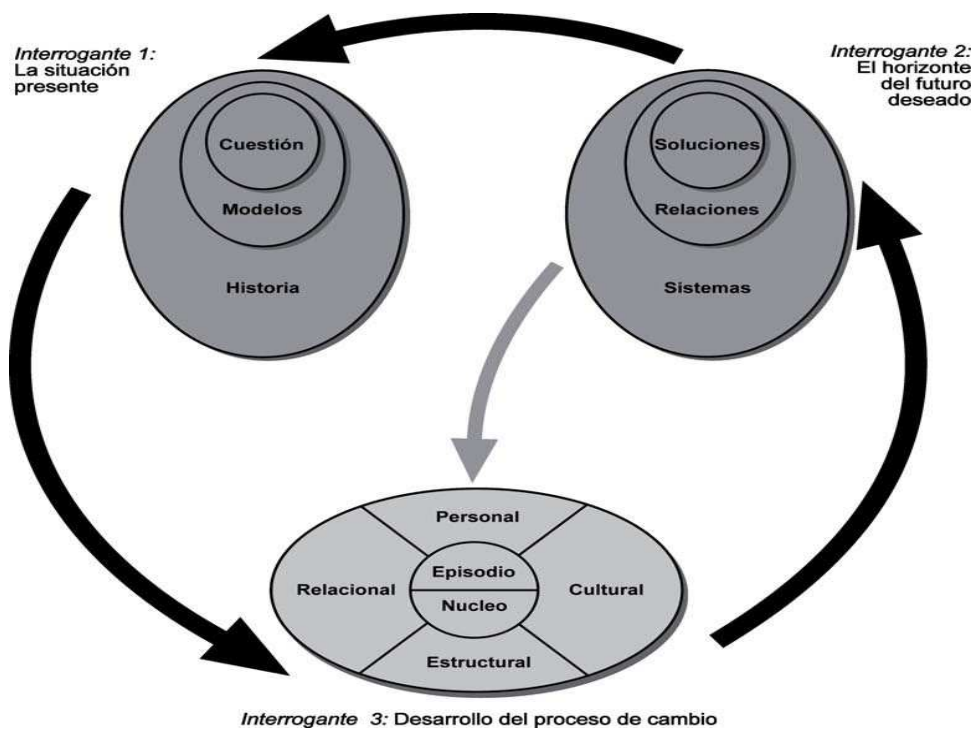 Interrogante 1:
La situación
presente
Interrogante 2:
El horizonte
del futuro
deseado
Cuestión
Modelos
Historia
Soluciones
Relaciones
Sistemas
Personal
Episodio
Relacional
Cultural
Nucleo
Estructural
Interrogante 3: Desarrollo del proceso de cambio